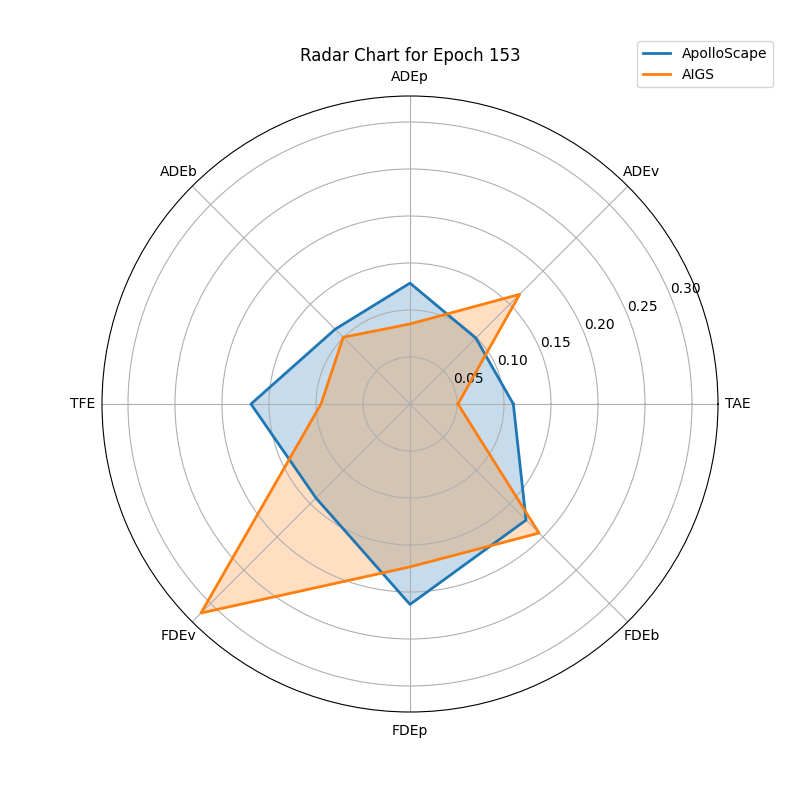 Radar Chart for Epoch 153
ApolloScape
AIGS
ADEp
ADEb
ADEv
0.30
0.25
0.20
0.15
0.10
0.05
TFE
TAE
FDEv
FDEb
FDEp